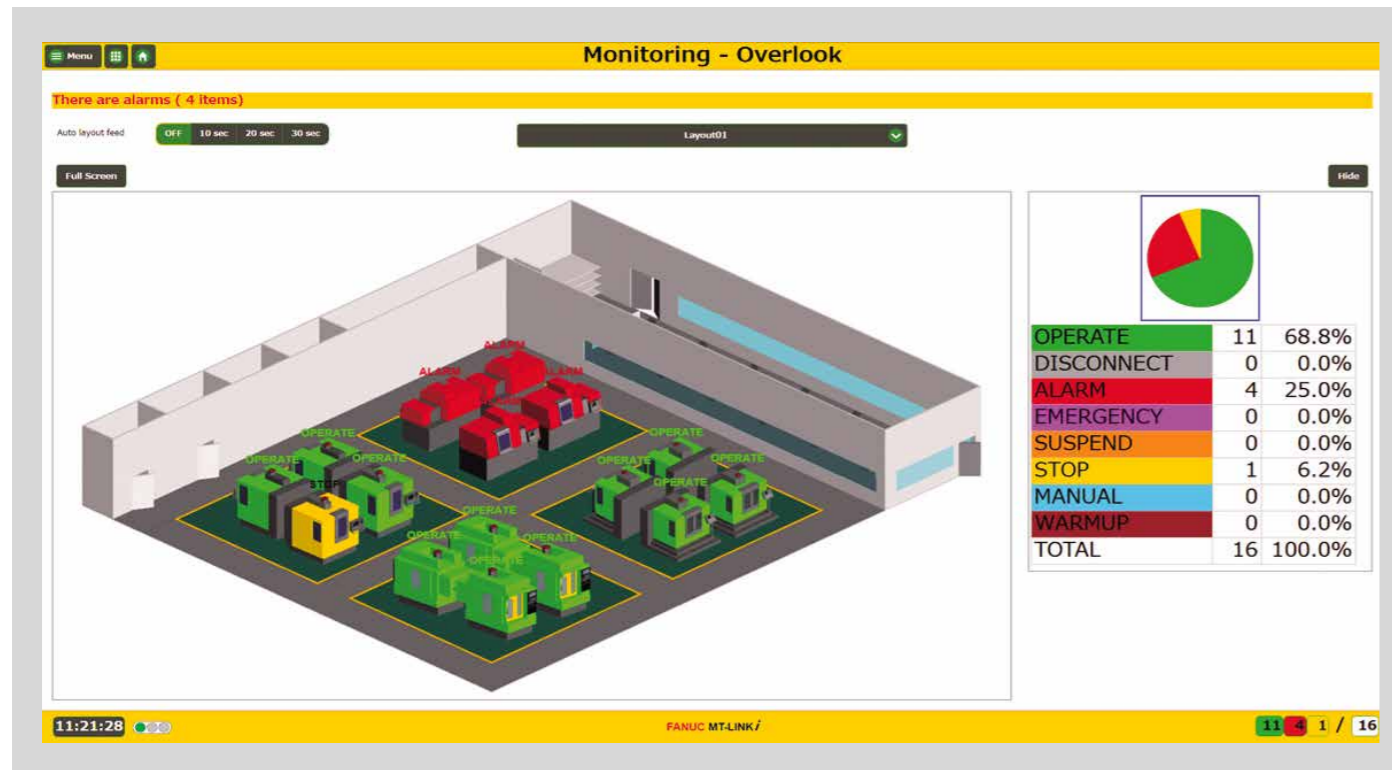 Menu
Monitoring - Overlook
There are alarms ( 4 items)
Auto layout feed OFF 10 sec 20 sec 30 sec Layout01
Full Screen Hide
ALARM
ALARM ALARM
OPERATE OPERATE
OPERATE OPERATE OPERATE OPERATE
STOP OPERATE
OPERATE
OPERATE OPERATE
OPERATE
OPERATE 11 68.8%
DISCONNECT 0 0.0%
ALARM 4 25.0%
EMERGENCY 0 0.0%
SUSPEND 0 0.0%
STOP 1 6.2%
MANUAL 0 0.0%
WARMUP 0 0.0%
TOTAL 16 100.0%
11:21:28 FANUC MT-LINKi 11 4 1 / 16